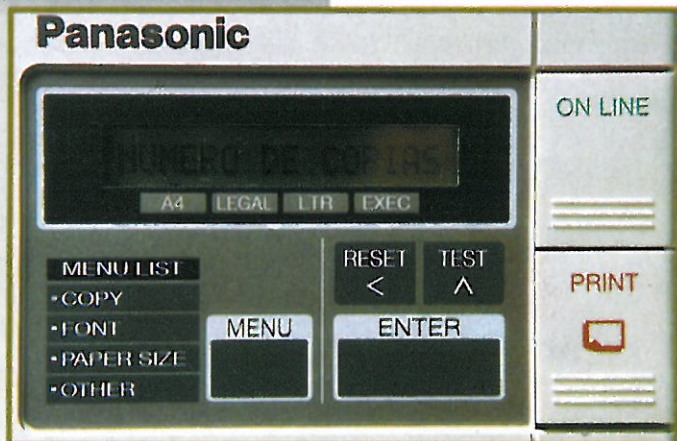 Panasonic
NUMERO DE COPIAS
A4 LEGAL LTR EXEC
ON LINE
MENU LIST
•COPY
•FONT
•PAPER SIZE
•OTHER
RESET TEST
< ^
MENU ENTER
PRINT